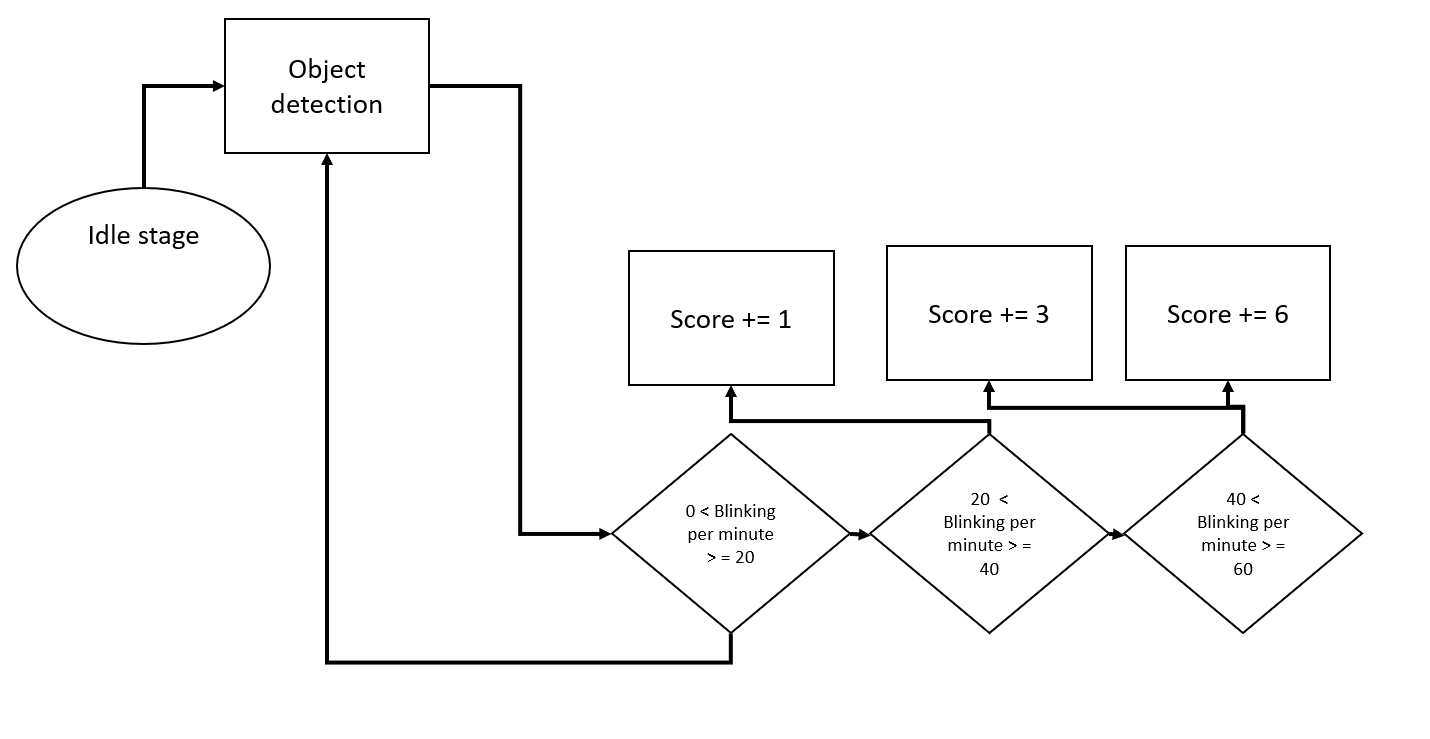 Object
detection
Idle stage
Score += 1
Score += 3
Score += 6
0 < Blinking
per minute
> = 20
20  <
Blinking per
minute > =
40
40 <
Blinking per
minute > =
60